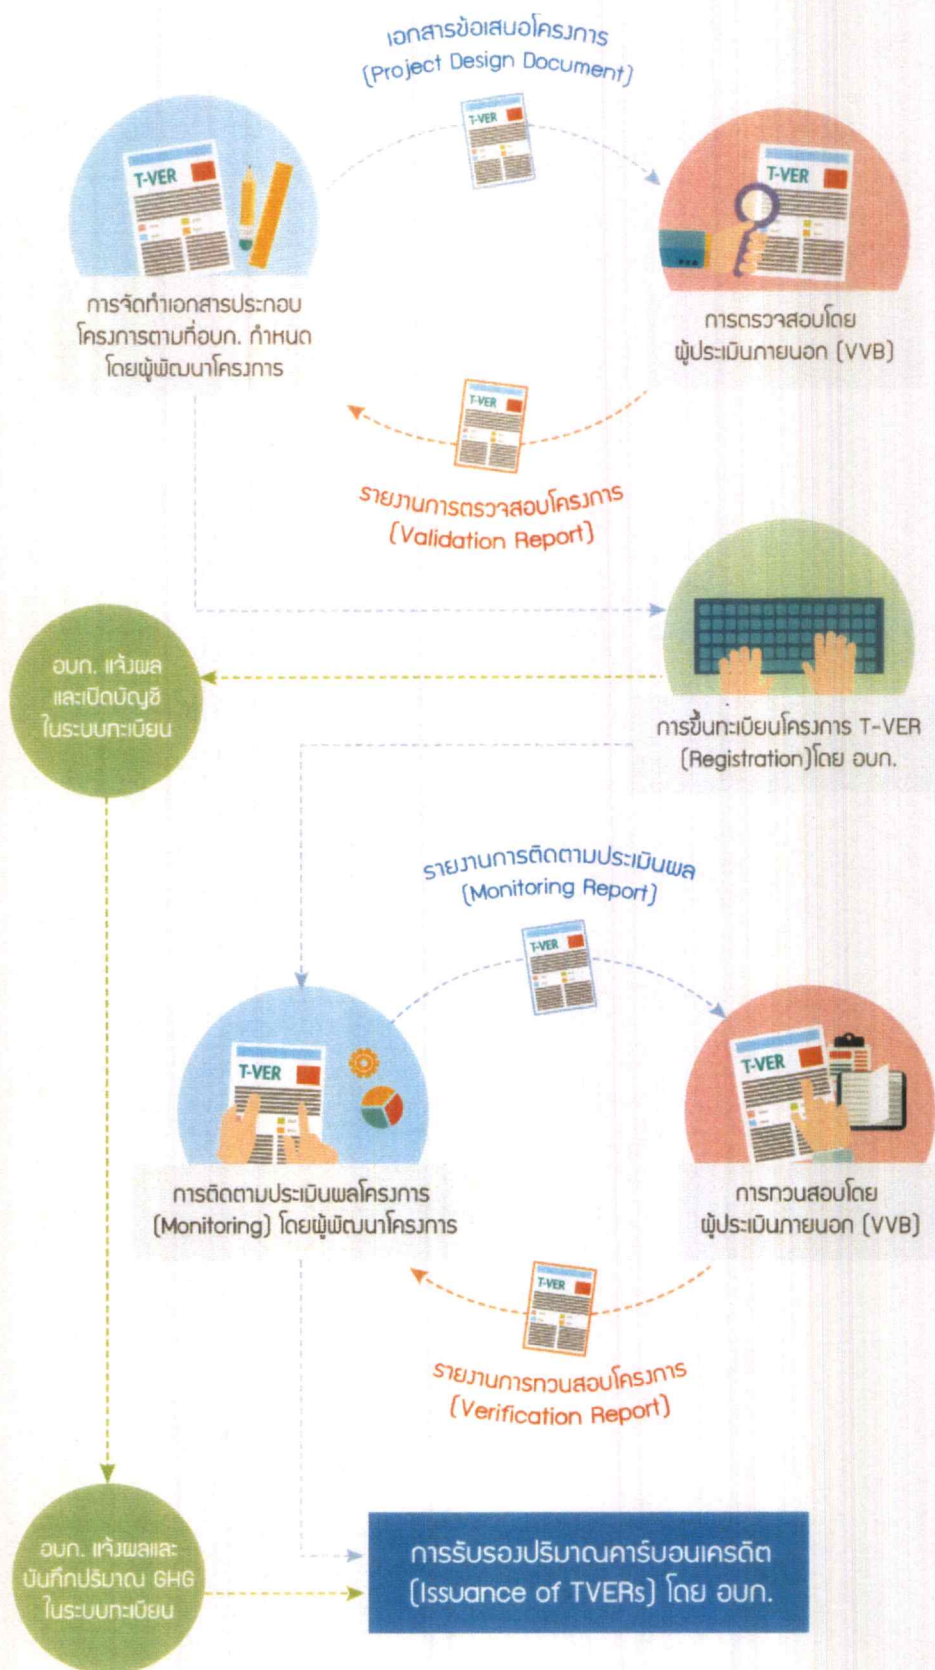 เอกสารข้อเสนอโครงการ
(Project Design Document)
T-VER
T-VER
T-VER
การจัดทำเอกสารประกอบ
โครงการตามที่อบก. กำหนด
โดยผู้พัฒนาโครงการ
การตรวจสอบโดย
ผู้ประเมินภายนอก (VVB)
T-VER
รายงานการตรวจสอบโครงการ
(Validation Report)
อบก. แจ้งผล
และเปิดบัญชี
ในระบบทะเบียน
การขึ้นทะเบียนโครงการ T-VER
(Registration)โดย อบก.
รายงานการติดตามประเมินผล
(Monitoring Report)
T-VER
T-VER
T-VER
การติดตามประเมินผลโครงการ
(Monitoring) โดยผู้พัฒนาโครงการ
การทวนสอบโดย
ผู้ประเมินภายนอก (VVB)
T-VER
รายงานการทวนสอบโครงการ
(Verification Report)
อบก. แจ้งผลและ
บันทึกปริมาณ GHG
ในระบบทะเบียน
การรับรองปริมาณคาร์บอนเครดิต
(Issuance of TVERs) โดย อบก.